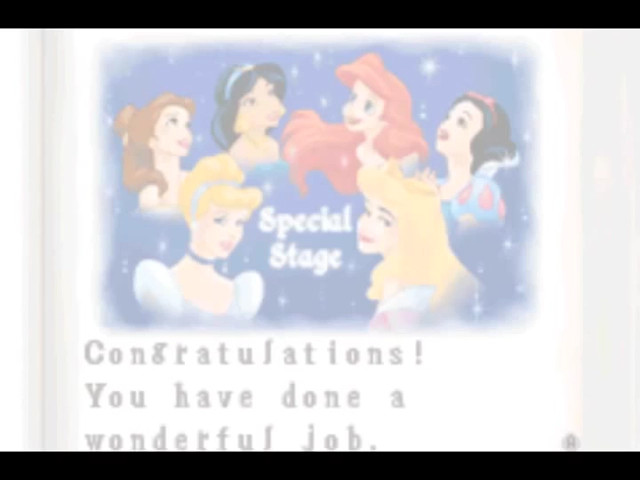 Special
Stage
Congratulations!
You have done a
wonderful job.
A